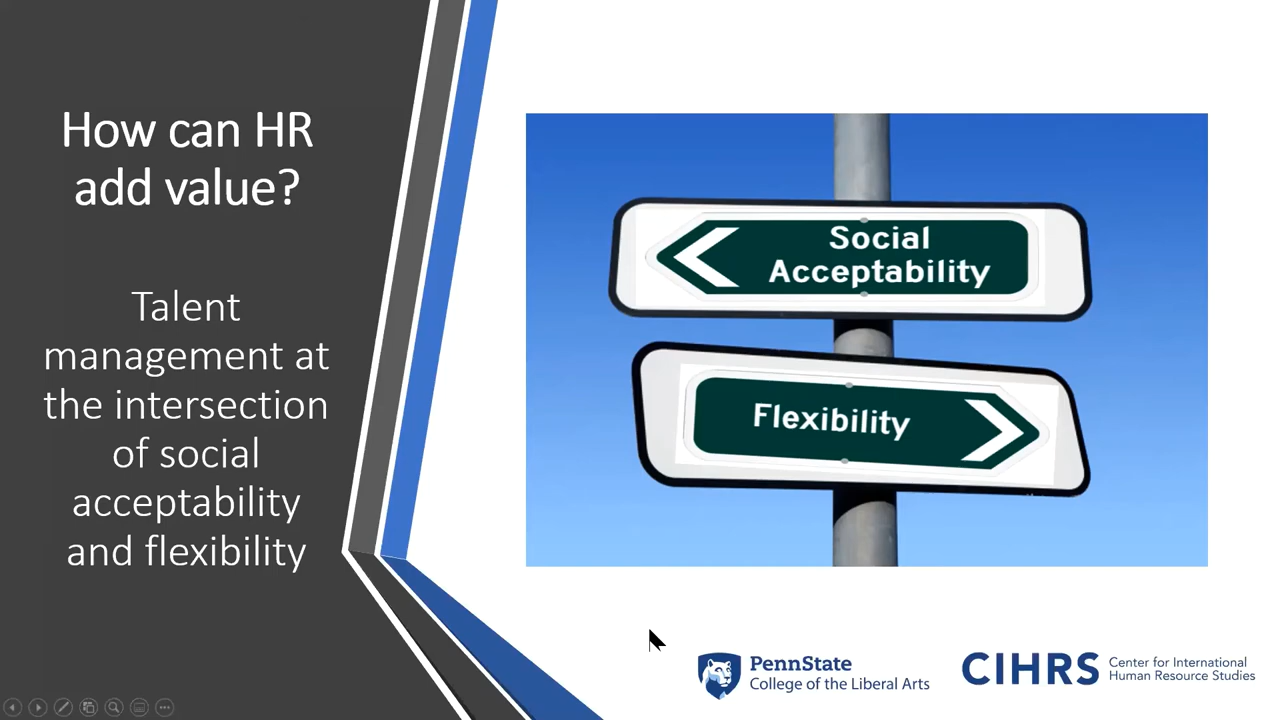 How can HR
add value?
Talent
management at
the intersection
of social
acceptability
and flexibility
Social
Acceptability
Flexibility
PennState
College of the Liberal Arts
CIHRS
Center for International
Human Resource Studies